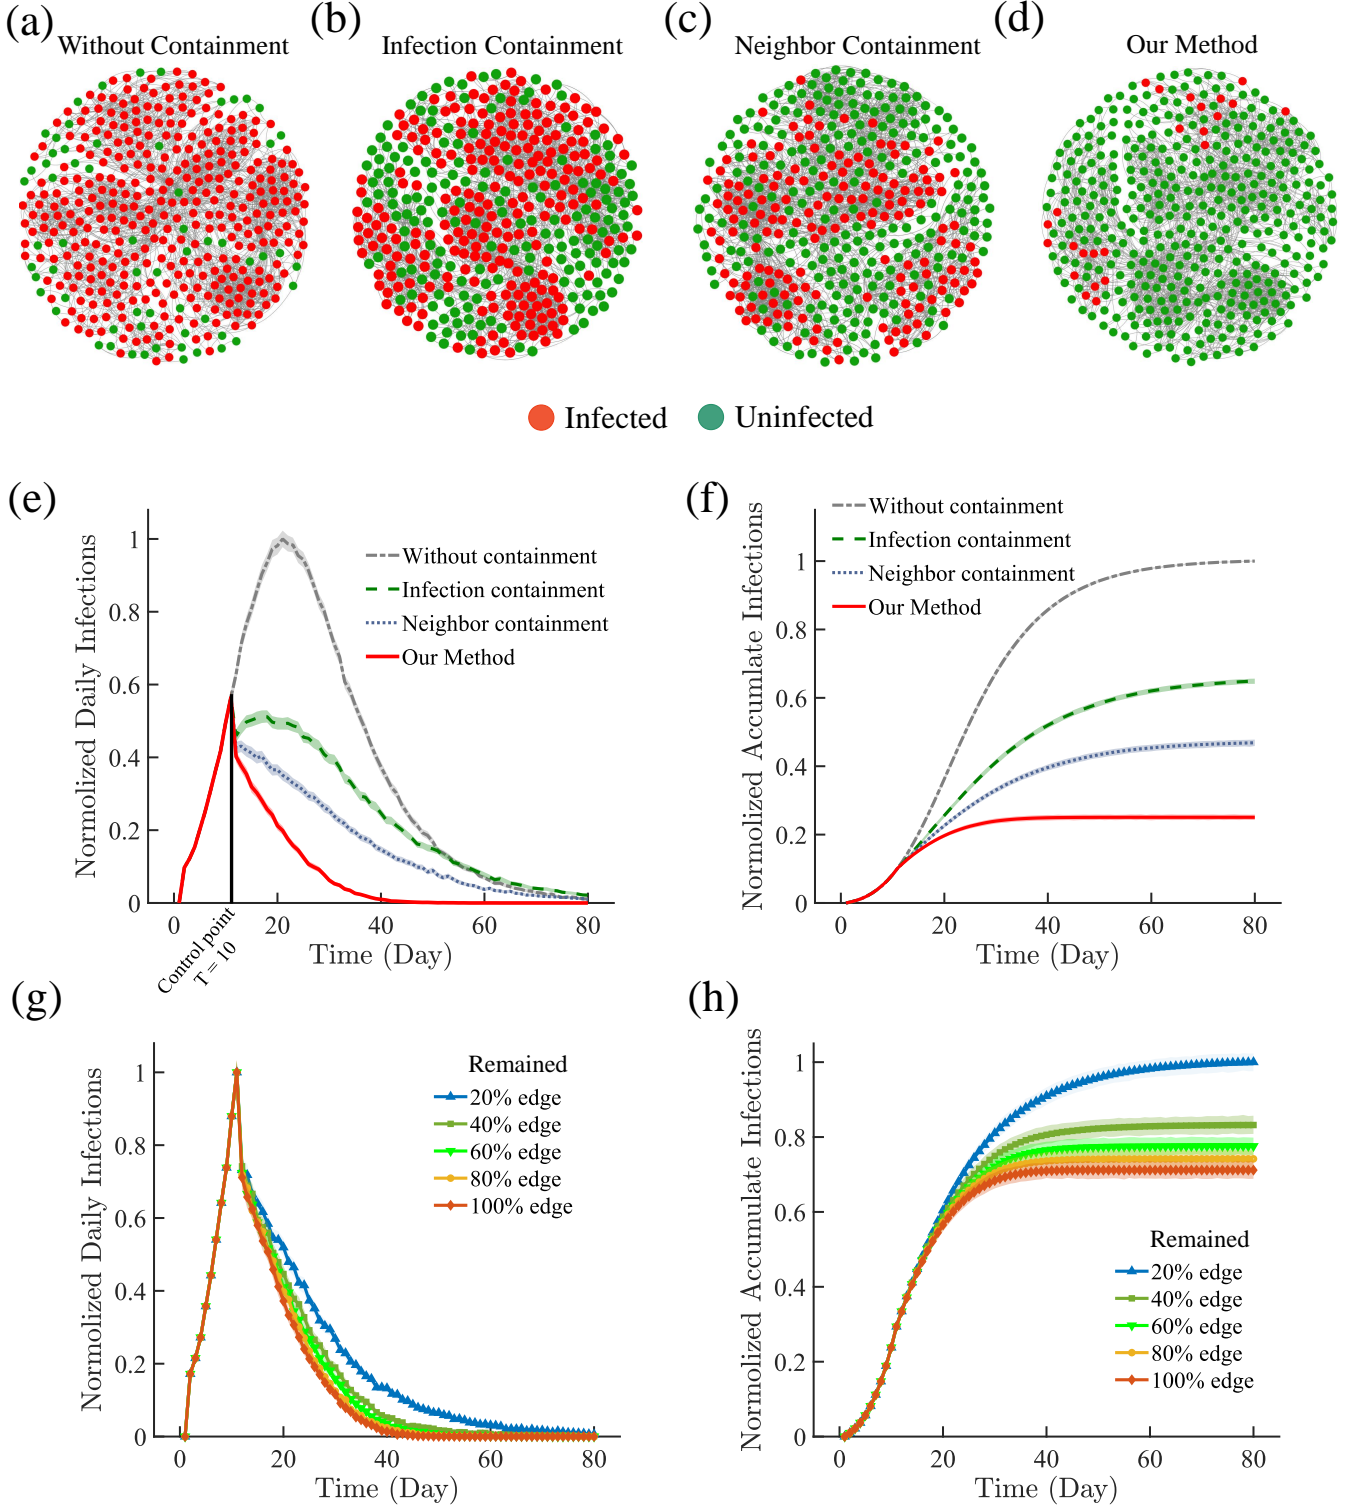 (a)
Without Containment
(b)
Infection Containment
(c)
Neighbor Containment
(d)
Our Method
Infected
Uninfected
(e)
Normolized Daily Infections
1
0.8
0.6
0.4
0.2
0
0
20
40
60
80
Time (Day)
Control point
T = 10
Without containment
Infection containment
Neighbor containment
Our Method
(f)
Normolized Accumulate Infections
1
0.8
0.6
0.4
0.2
0
0
20
40
60
80
Time (Day)
Without containment
Infection containment
Neighbor containment
Our Method
(g)
Normolized Daily Infections
1
0.8
0.6
0.4
0.2
0
0
20
40
60
80
Time (Day)
Remained
20% edge
40% edge
60% edge
80% edge
100% edge
(h)
Normolized Accumulate Infections
1
0.8
0.6
0.4
0.2
0
0
20
40
60
80
Time (Day)
Remained
20% edge
40% edge
60% edge
80% edge
100% edge